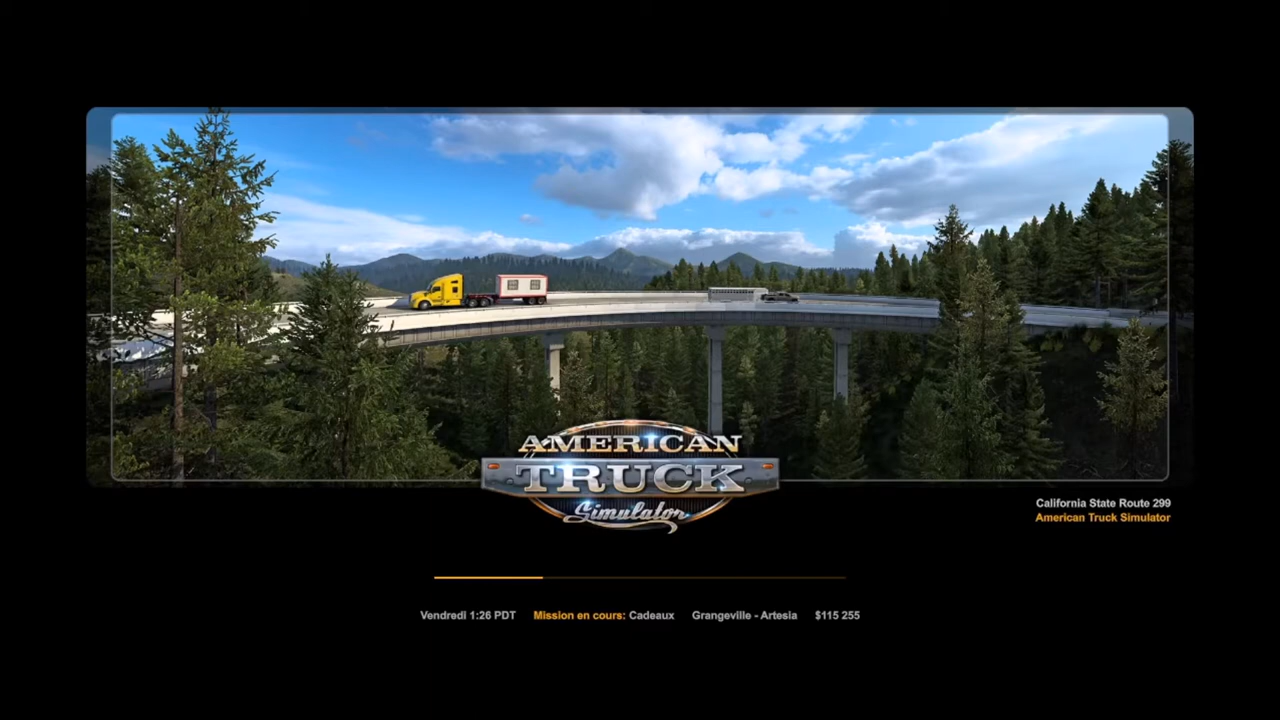 AMERICAN
TRUCK
Simulator
California State Route 299
American Truck Simulator
Vendredi 1:26 PDT Mission en cours: Cadeaux Grangeville - Artesia $115 255